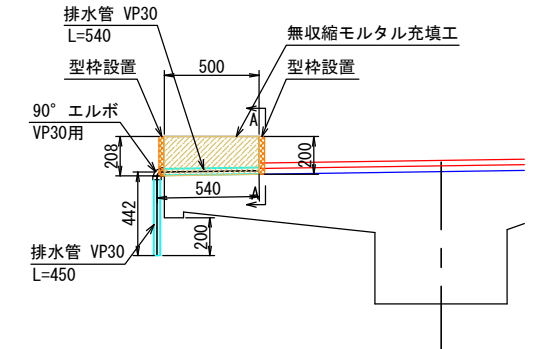 排水管 VP30
L=540
無収縮モルタル充填工
型枠設置
500
型枠設置
90° エルボ
VP30用
A
208
200
540
A
442
200
排水管 VP30
L=450